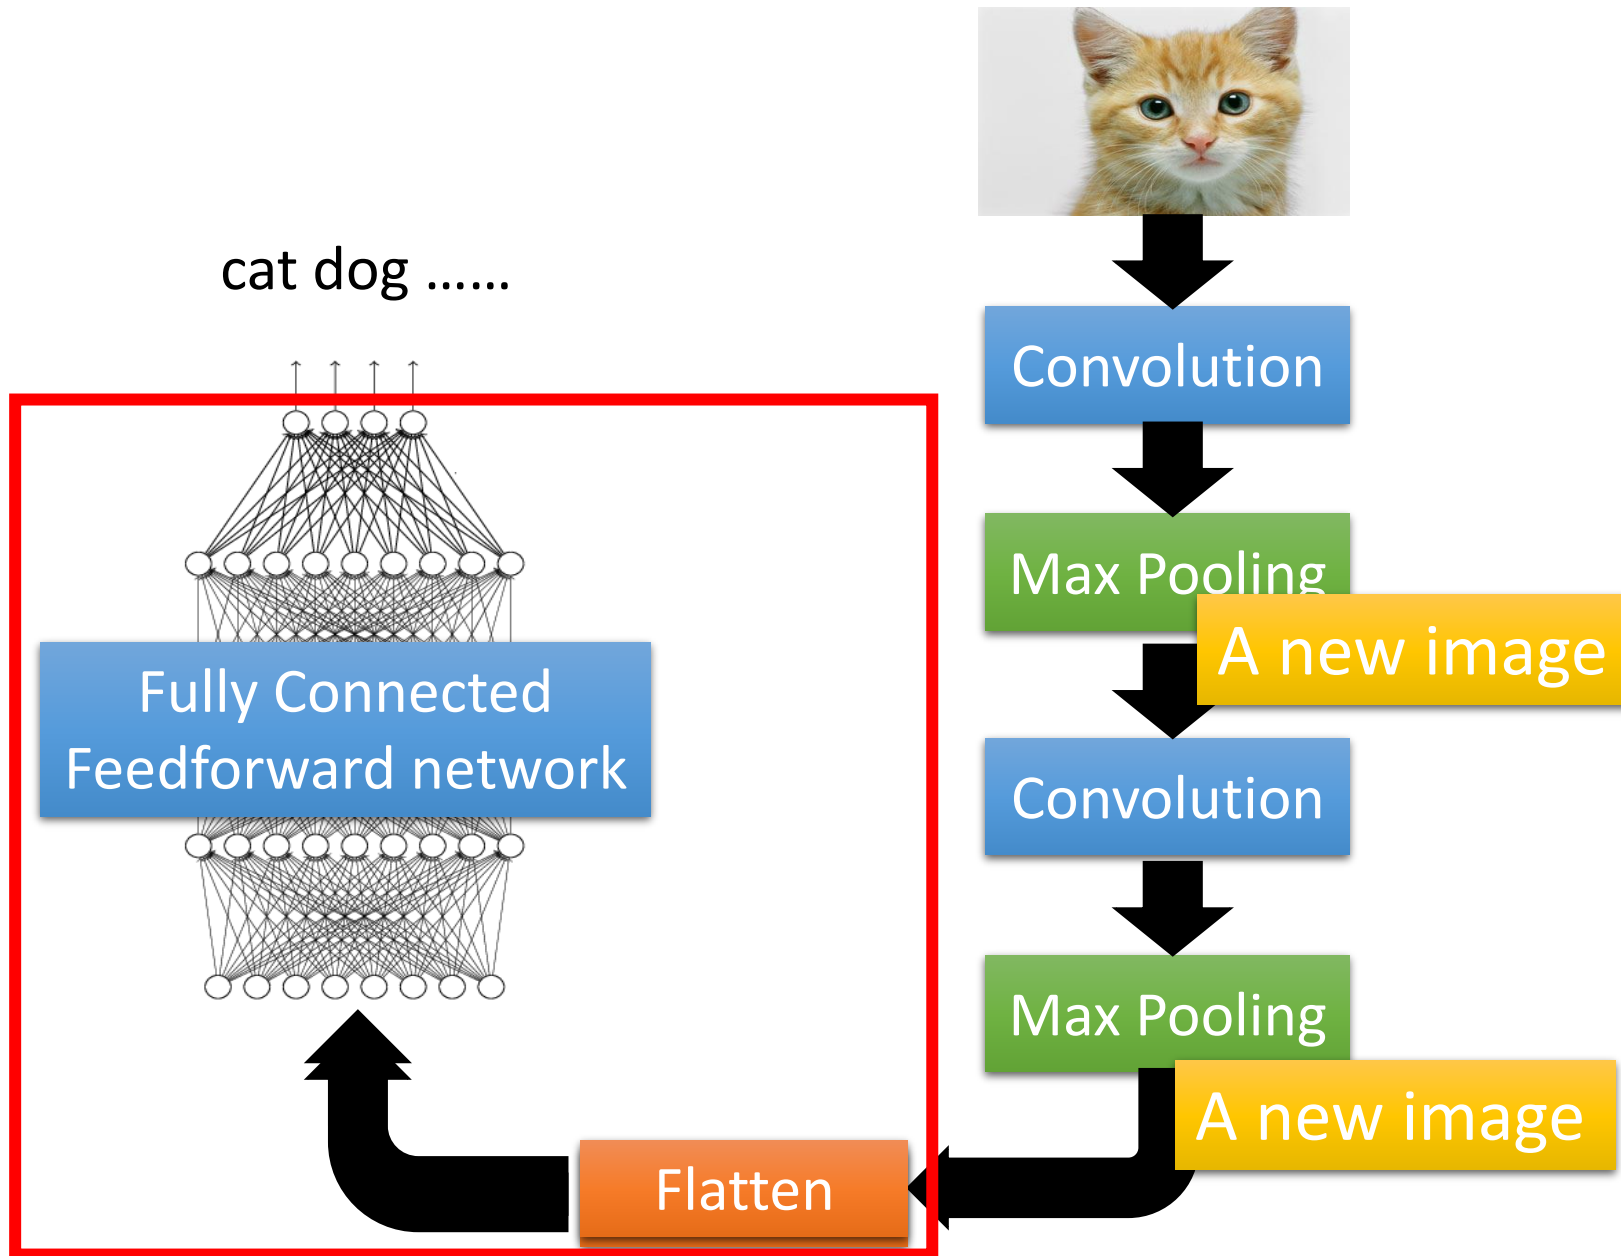 cat dog ......
Convolution
Max Pooling
A new image
Fully Connected
Feedforward network
Convolution
Max Pooling
A new image
Flatten